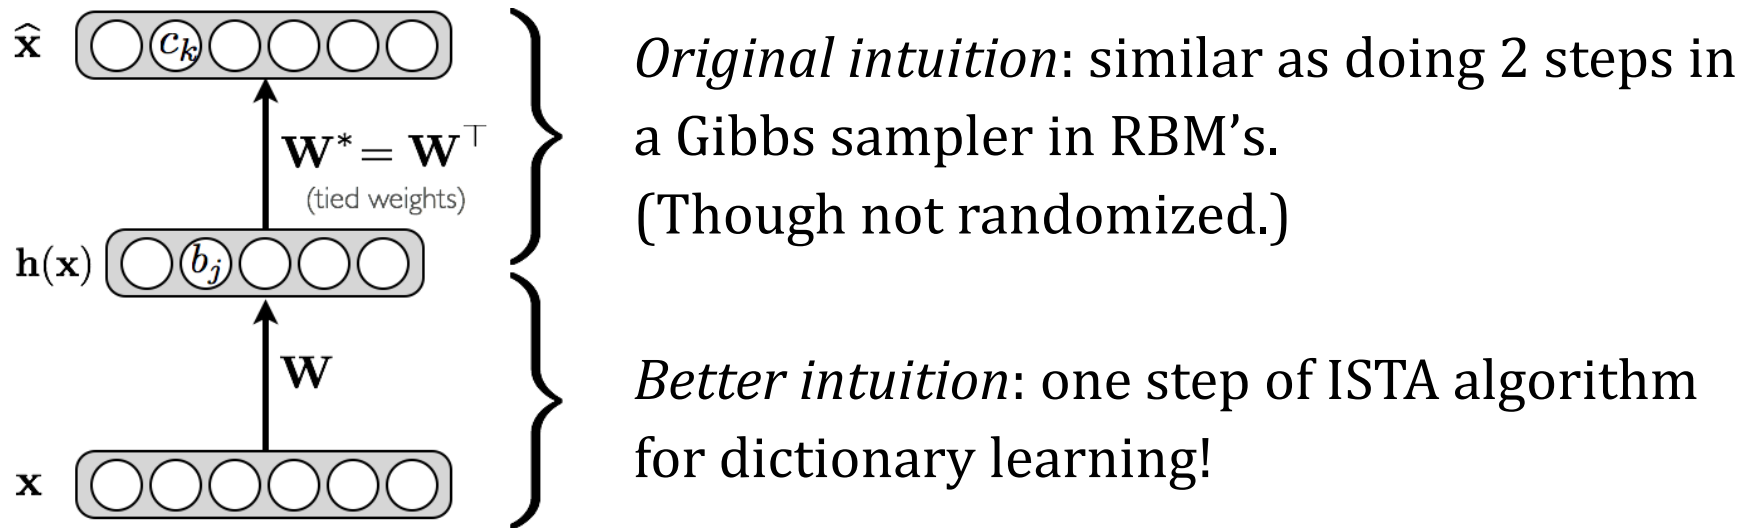 x̂
c_k
W* = W^⊤
(tied weights)
h(x)
b_j
W
x
Original intuition: similar as doing 2 steps in
a Gibbs sampler in RBM’s.
(Though not randomized.)
Better intuition: one step of ISTA algorithm
for dictionary learning!